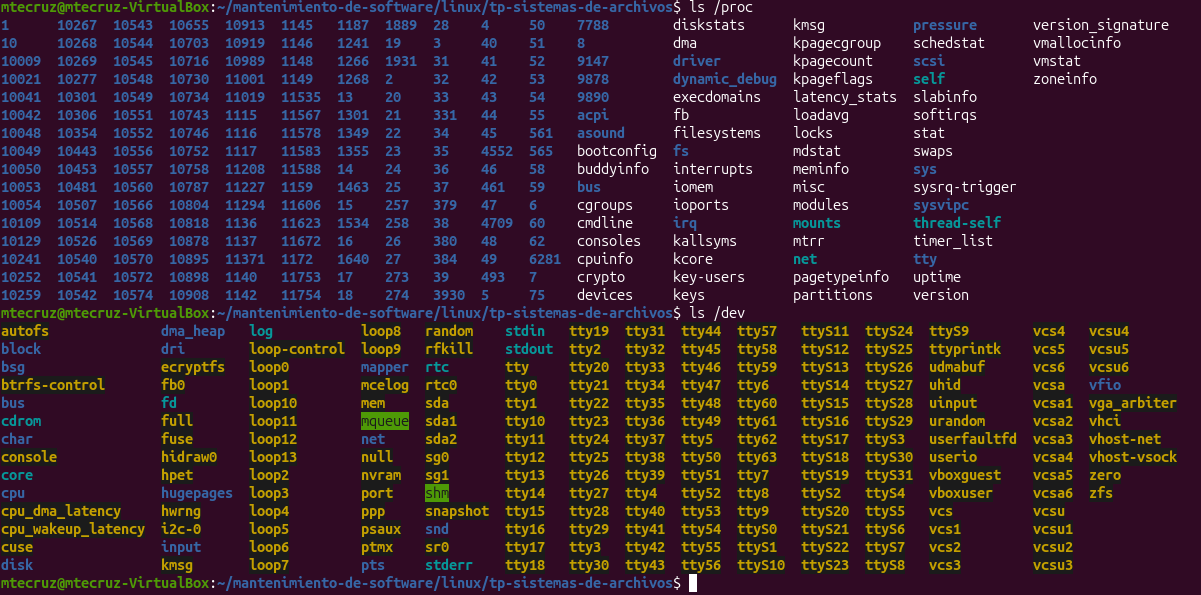 mtecruz@mtecruz-VirtualBox:~/mantenimiento-de-software/linux/tp-sistemas-de-archivos$ ls /proc
1 10267 10543 10655 10913 1145 1187 1889 28 4 50 7788 diskstats kmsg pressure version_signature
10 10268 10544 10703 10919 1146 1241 19 3 40 51 8 dma kpagecgroup schedstat vmallocinfo
10009 10269 10545 10716 10989 1148 1266 1931 31 41 52 9147 driver kpagecount scsi vmstat
10021 10277 10548 10730 11001 1149 1268 2 32 42 53 9878 dynamic_debug kpageflags self zoneinfo
10041 10301 10549 10734 11019 11535 13 20 33 43 54 9890 execdomains latency_stats slabinfo
10042 10306 10551 10743 1115 11567 1301 21 331 44 55 acpi fb loadavg softirqs
10048 10354 10552 10746 1116 11578 1349 22 34 45 561 asound filesystems locks stat
10049 10443 10556 10752 1117 11583 1355 23 35 4552 565 bootconfig fs mdstat swaps
10050 10453 10557 10758 11208 11588 14 24 36 46 58 buddyinfo interrupts meminfo sys
10053 10481 10560 10787 11227 1159 1463 25 37 461 59 bus iomem misc sysrq-trigger
10054 10507 10566 10804 11294 11606 15 257 379 47 6 cgroups ioports modules sysvipc
10109 10514 10568 10818 1136 11623 1534 258 38 4709 60 cmdline irq mounts thread-self
10129 10526 10569 10878 1137 11672 16 26 380 48 62 consoles kallsyms mtrr timer_list
10241 10540 10570 10895 11371 1172 1640 27 384 49 6281 cpuinfo kcore net tty
10252 10541 10572 10898 1140 11753 17 273 39 493 7 crypto key-users pagetypeinfo uptime
10259 10542 10574 10908 1142 11754 18 274 3930 5 75 devices keys partitions version
mtecruz@mtecruz-VirtualBox:~/mantenimiento-de-software/linux/tp-sistemas-de-archivos$ ls /dev
autofs dma_heap log loop8 random stdin tty19 tty31 tty44 tty57 ttyS11 ttyS24 ttyS9 vcs4 vcsu4
block dri loop-control loop9 rfkill stdout tty2 tty32 tty45 tty58 ttyS12 ttyS25 ttyprintk vcs5 vcsu5
bsg ecryptfs loop0 mapper rtc tty tty20 tty33 tty46 tty59 ttyS13 ttyS26 udmabuf vcs6 vcsu6
btrfs-control fb0 loop1 mcelog rtc0 tty0 tty21 tty34 tty47 tty6 ttyS14 ttyS27 uhid vcsa vfio
bus fd loop10 mem sda tty1 tty22 tty35 tty48 tty60 ttyS15 ttyS28 uinput vcsa1 vga_arbiter
cdrom full loop11 mqueue sda1 tty10 tty23 tty36 tty49 tty61 ttyS16 ttyS29 urandom vcsa2 vhci
char fuse loop12 net sda2 tty11 tty24 tty37 tty5 tty62 ttyS17 ttyS3 userfaultfd vcsa3 vhost-net
console hidraw0 loop13 null sg0 tty12 tty25 tty38 tty50 tty63 ttyS18 ttyS30 userio vcsa4 vhost-vsock
core hpet loop2 nvram sg1 tty13 tty26 tty39 tty51 tty7 ttyS19 ttyS31 vboxguest vcsa5 zero
cpu hugepages loop3 port shm tty14 tty27 tty4 tty52 tty8 ttyS2 ttyS4 vboxuser vcsa6 zfs
cpu_dma_latency hwrng loop4 ppp snapshot tty15 tty28 tty40 tty53 tty9 ttyS20 ttyS5 vcs vcsu
cpu_wakeup_latency i2c-0 loop5 psaux snd tty16 tty29 tty41 tty54 ttyS0 ttyS21 ttyS6 vcs1 vcsu1
cuse input loop6 ptmx sr0 tty17 tty3 tty42 tty55 ttyS1 ttyS22 ttyS7 vcs2 vcsu2
disk kmsg loop7 pts stderr tty18 tty30 tty43 tty56 ttyS10 ttyS23 ttyS8 vcs3 vcsu3
mtecruz@mtecruz-VirtualBox:~/mantenimiento-de-software/linux/tp-sistemas-de-archivos$